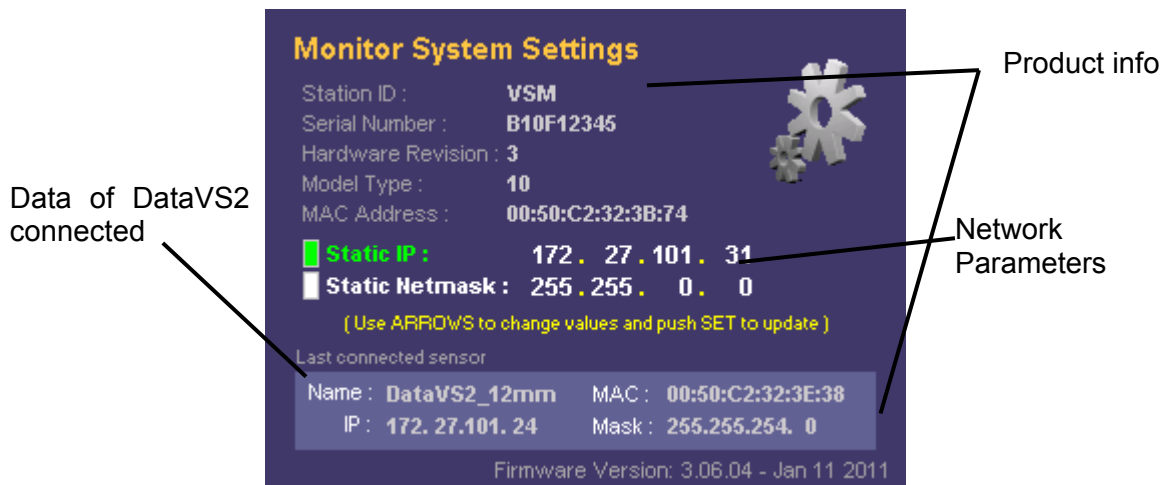 Monitor System Settings
Product info
Station ID : VSM
Serial Number : B10F12345
Hardware Revision : 3
Model Type : 10
MAC Address : 00:50:C2:32:3B:74
Data of DataVS2
connected
Static IP : 172 . 27 . 101 . 31
Static Netmask : 255 . 255 . 0 . 0
Network
Parameters
( Use ARROWS to change values and push SET to update )
Last connected sensor
Name : DataVS2_12mm MAC : 00:50:C2:32:3E:38
IP : 172. 27.101. 24 Mask : 255.255.254. 0
Firmware Version: 3.06.04 - Jan 11 2011